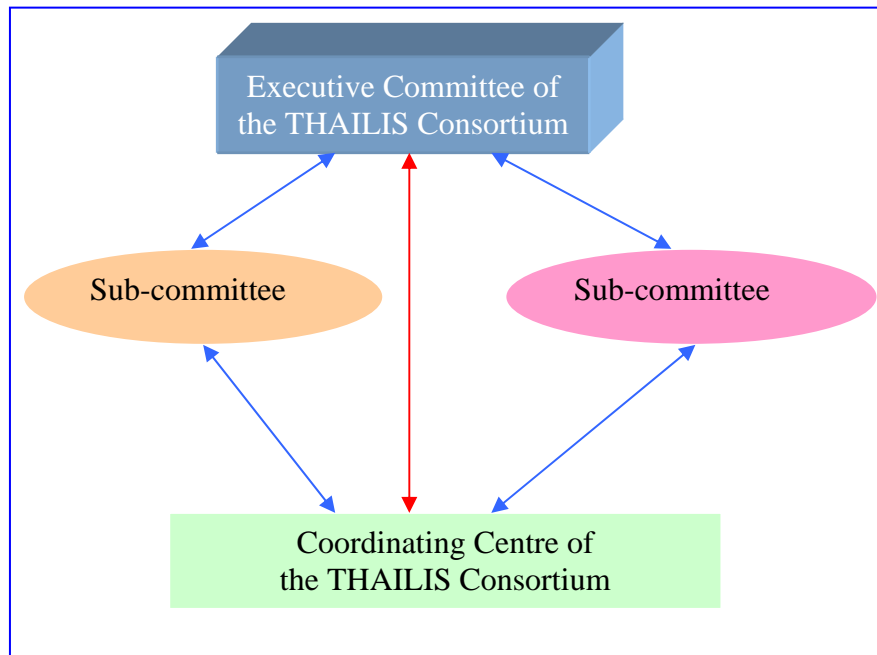 Executive Committee of
the THAILIS Consortium
Sub-committee
Sub-committee
Coordinating Centre of
the THAILIS Consortium